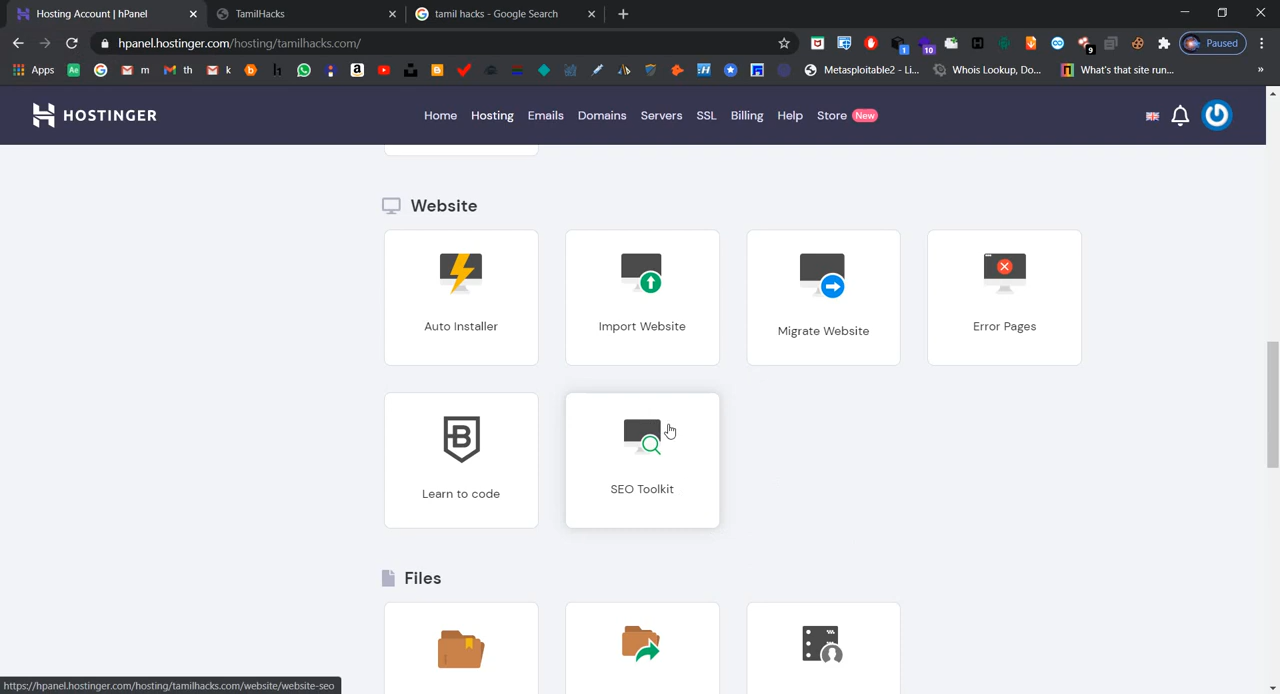 Hosting Account | hPanel
TamilHacks
tamil hacks - Google Search
hpanel.hostinger.com/hosting/tamilhacks.com/
1
10
9
Paused
Apps
m
th
k
Metasploitable2 - Li...
Whois Lookup, Do...
What's that site run...
HOSTINGER
Home
Hosting
Emails
Domains
Servers
SSL
Billing
Help
Store
New
Website
Auto Installer
Import Website
Migrate Website
Error Pages
Learn to code
SEO Toolkit
Files
https://hpanel.hostinger.com/hosting/tamilhacks.com/website/website-seo